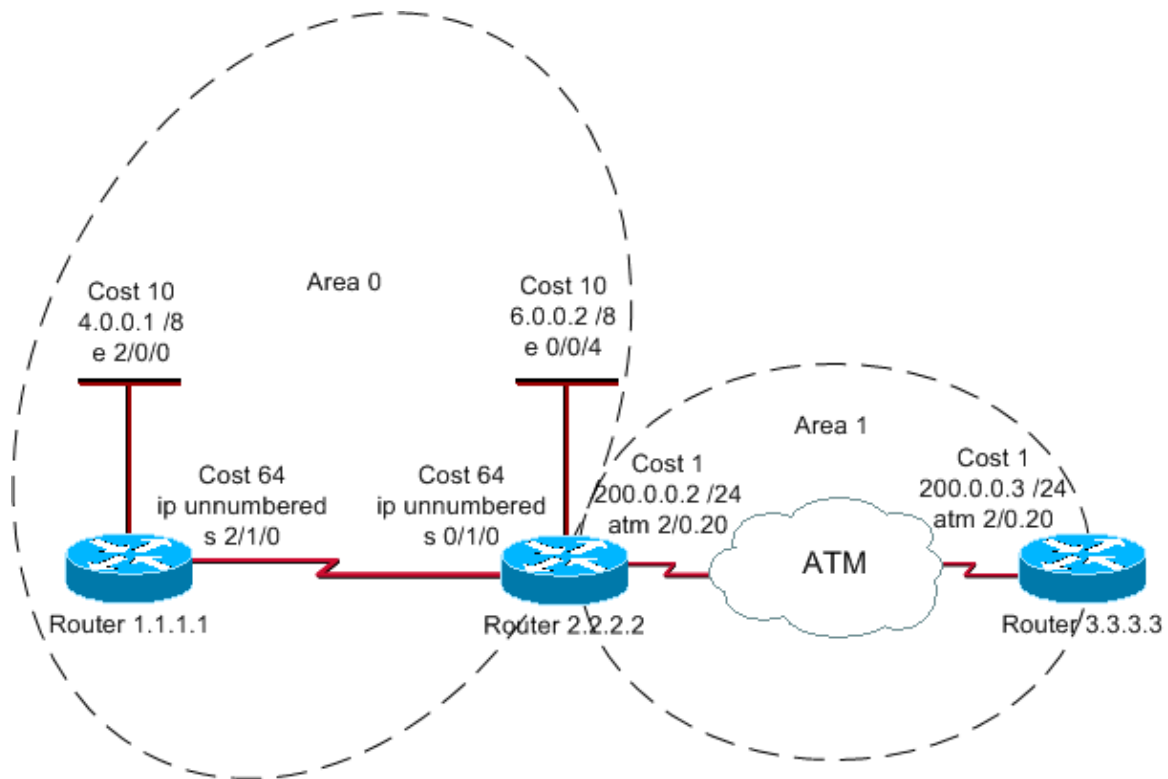 Area 0
Cost 10
4.0.0.1 /8
e 2/0/0
Cost 10
6.0.0.2 /8
e 0/0/4
Area 1
Cost 64
ip unnumbered
s 2/1/0
Cost 64
ip unnumbered
s 0/1/0
Cost 1
200.0.0.2 /24
atm 2/0.20
Cost 1
200.0.0.3 /24
atm 2/0.20
ATM
Router 1.1.1.1
Router 2.2.2.2
Router 3.3.3.3